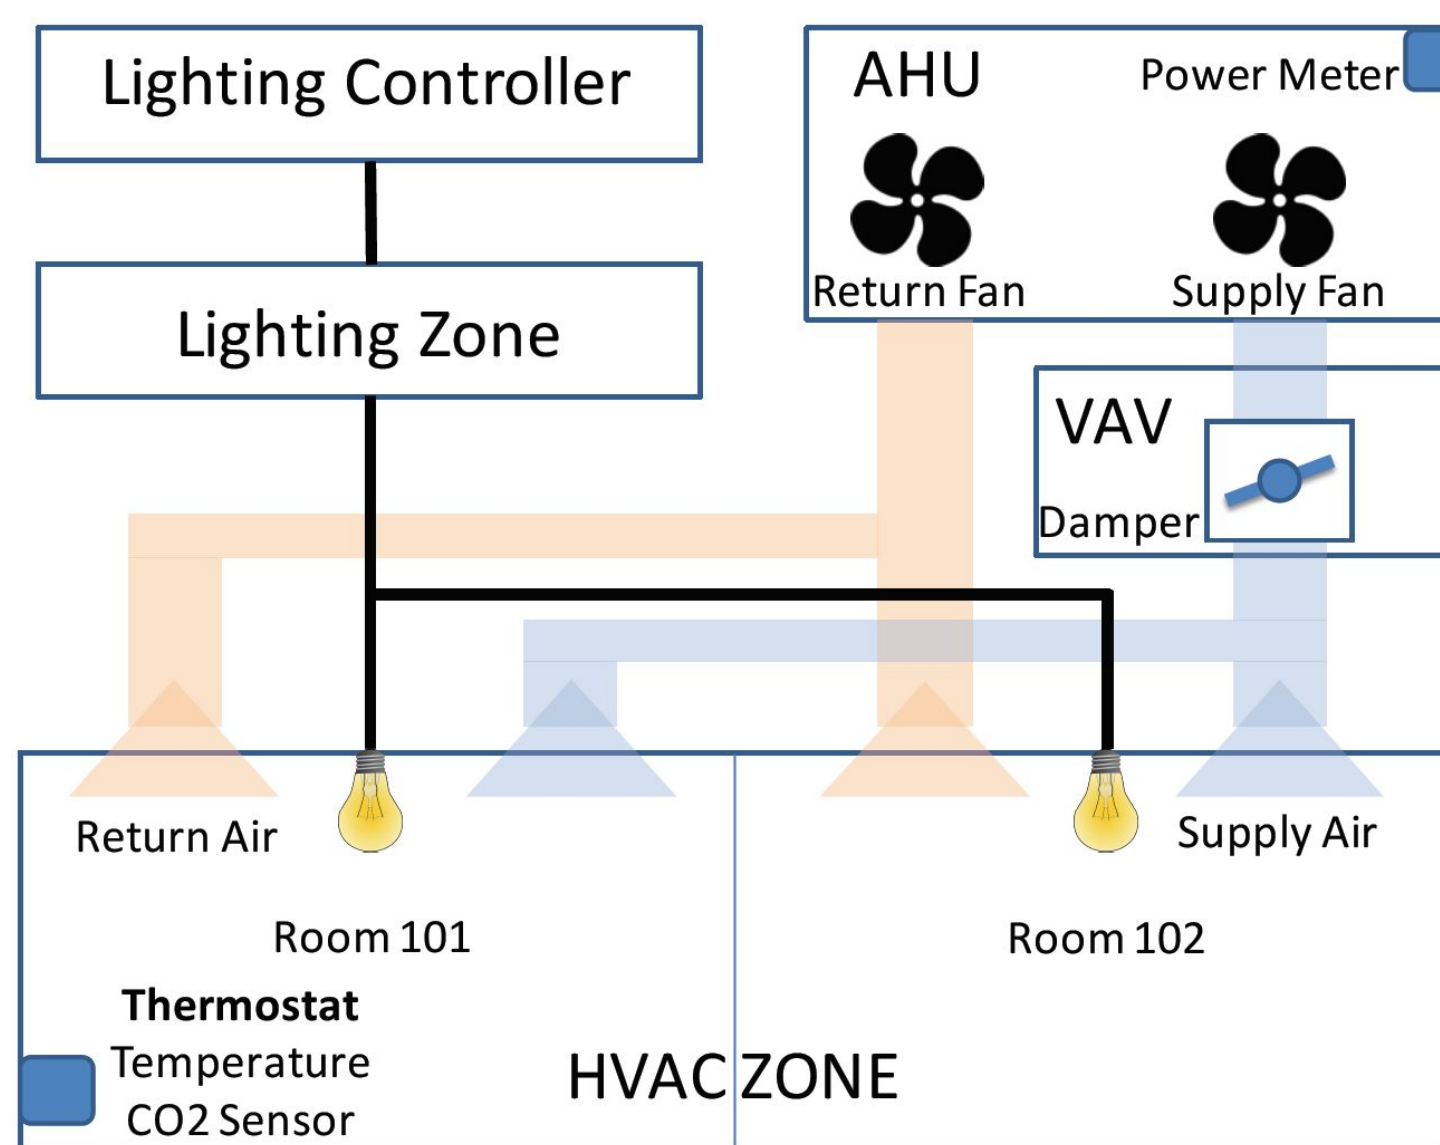 Lighting Controller
AHU
Power Meter
Return Fan
Supply Fan
Lighting Zone
VAV
Damper
Return Air
Supply Air
Room 101
Room 102
Thermostat
Temperature
CO2 Sensor
HVAC ZONE